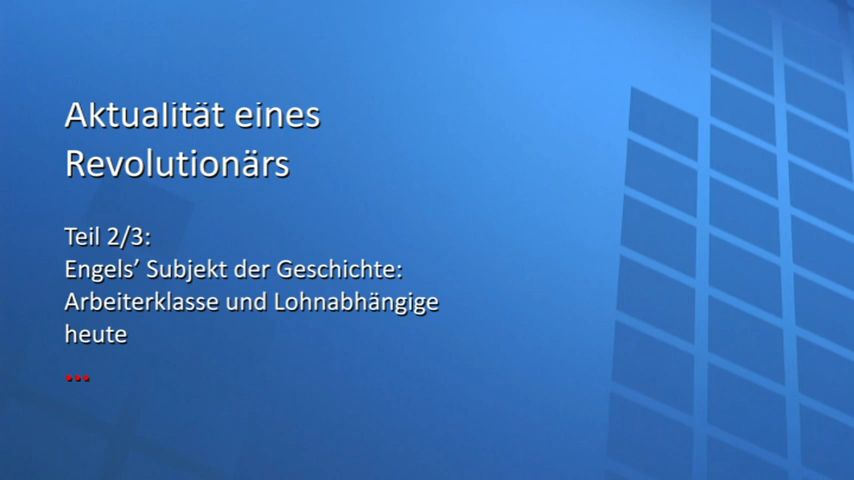 Aktualität eines
Revolutionärs
Teil 2/3:
Engels’ Subjekt der Geschichte:
Arbeiterklasse und Lohnabhängige
heute
...